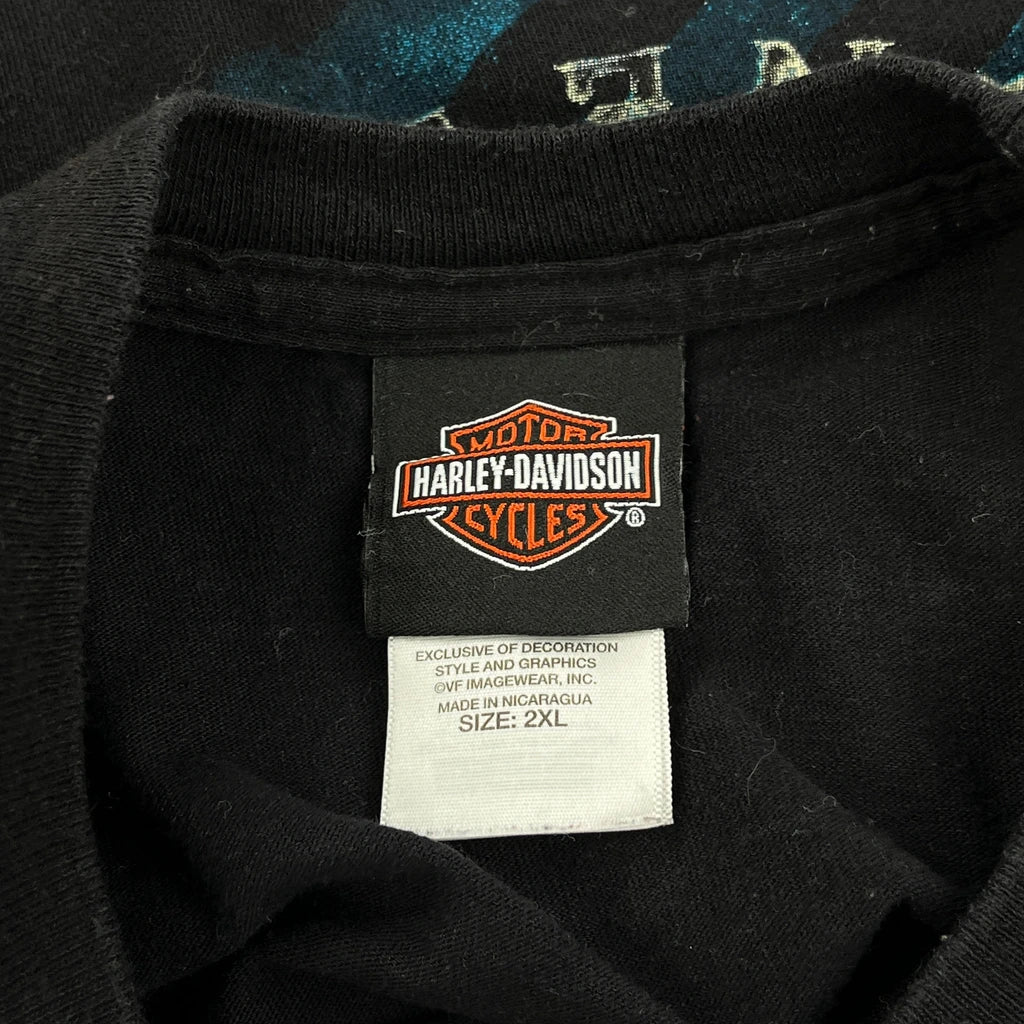 MOTOR
HARLEY-DAVIDSON
CYCLES ®
EXCLUSIVE OF DECORATION
STYLE AND GRAPHICS
©VF IMAGEWEAR, INC.
MADE IN NICARAGUA
SIZE: 2XL